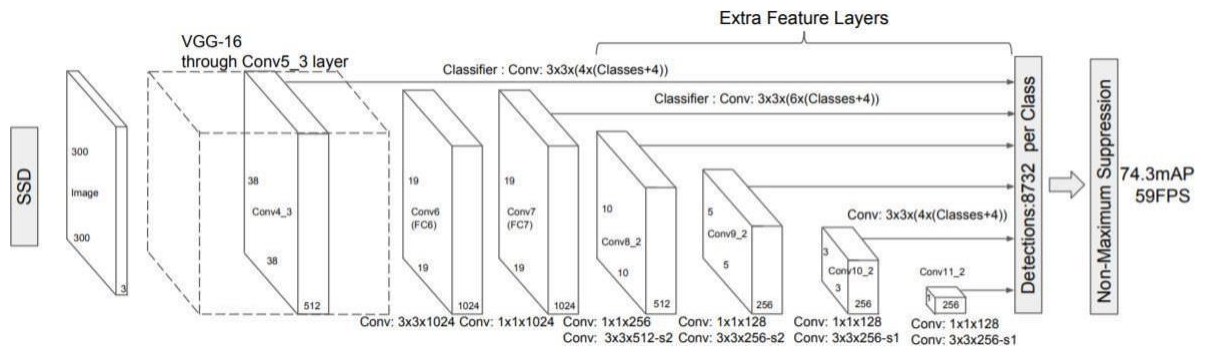 Extra Feature Layers
VGG-16
through Conv5_3 layer
Classifier : Conv: 3x3x(4x(Classes+4))
Classifier : Conv: 3x3x(6x(Classes+4))
SSD
300
Image
300
3
38
Conv4_3
38
512
19
Conv6
(FC6)
19
1024
19
Conv7
(FC7)
19
1024
10
Conv8_2
10
512
5
Conv9_2
5
256
Conv: 3x3x(4x(Classes+4))
3
Conv10_2
3
256
Conv11_2
1
256
Detections:8732 per Class
Non-Maximum Suppression
74.3mAP
59FPS
Conv: 3x3x1024
Conv: 1x1x1024
Conv: 1x1x256
Conv: 3x3x512-s2
Conv: 1x1x128
Conv: 3x3x256-s2
Conv: 1x1x128
Conv: 3x3x256-s1
Conv: 1x1x128
Conv: 3x3x256-s1